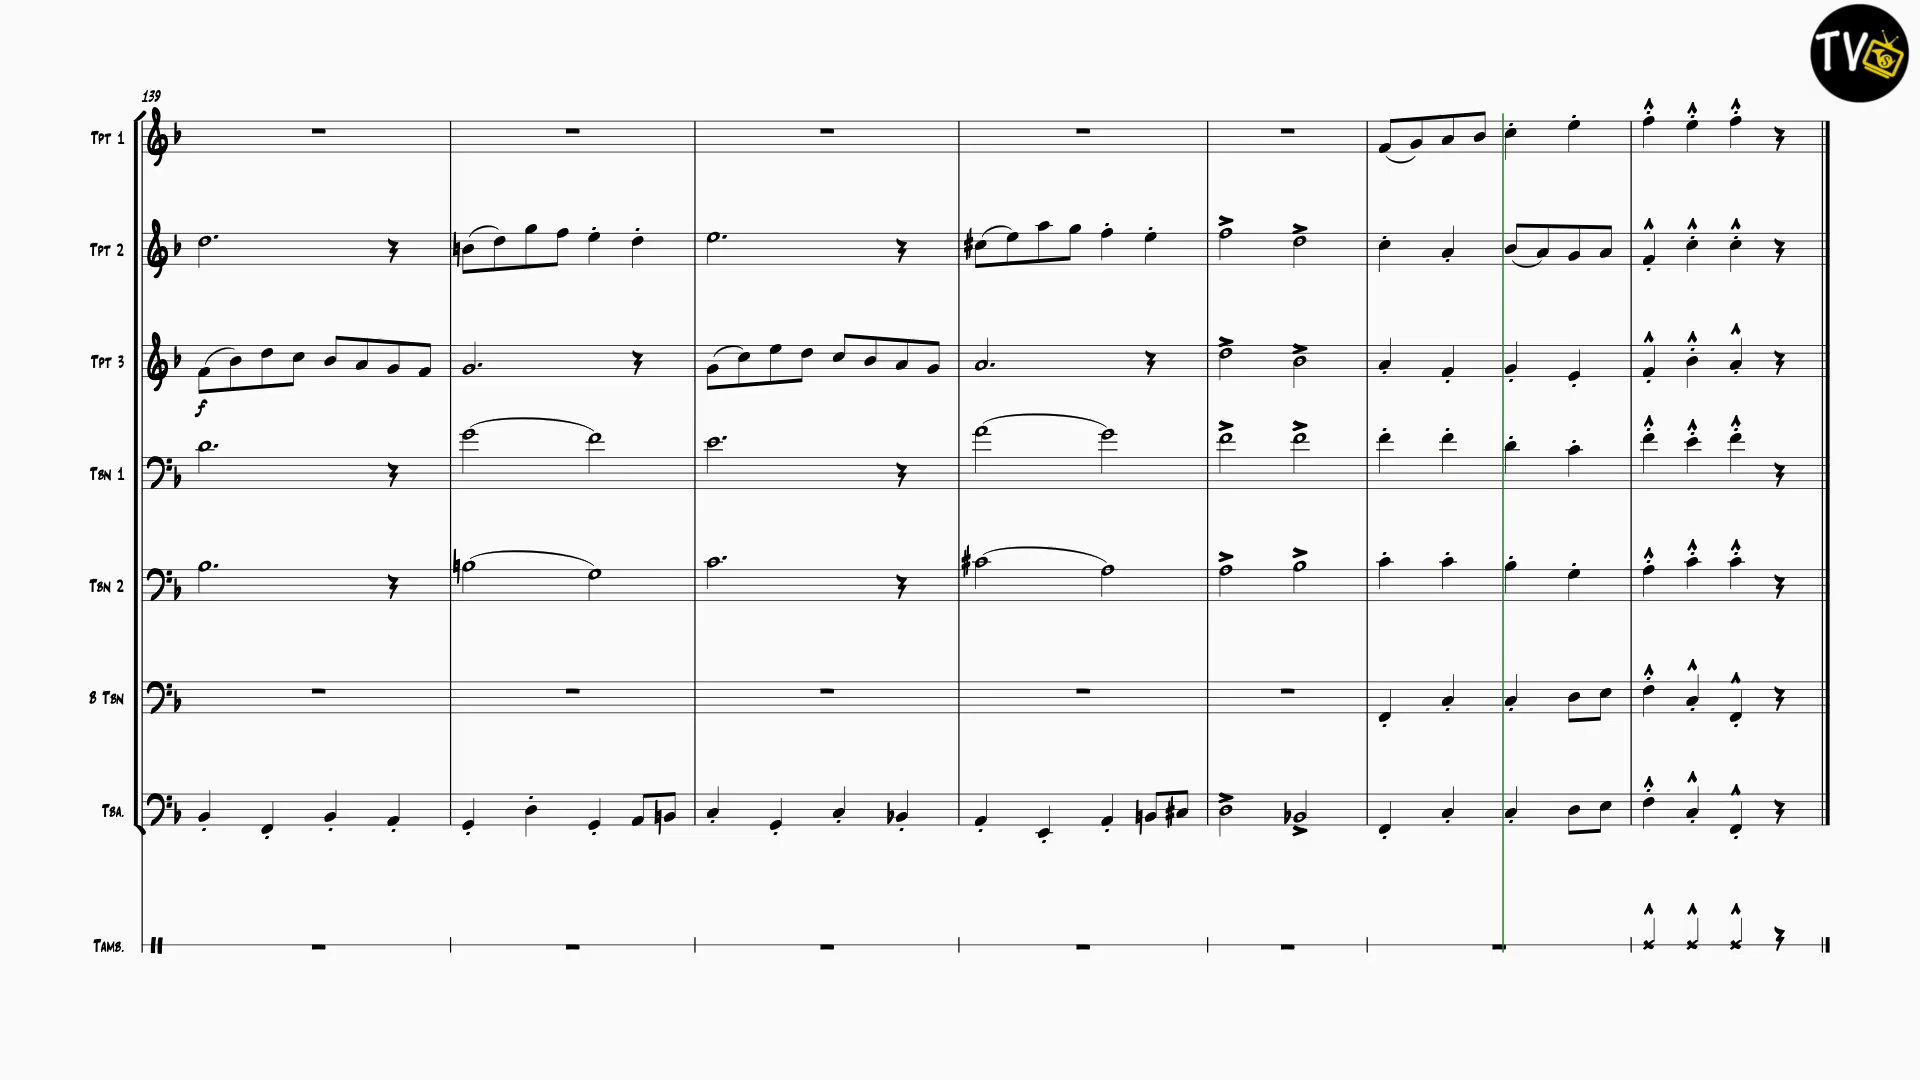 TV
139
TPT 1
TPT 2
TPT 3
f
TBN 1
TBN 2
B TBN
TBA.
TAMB.